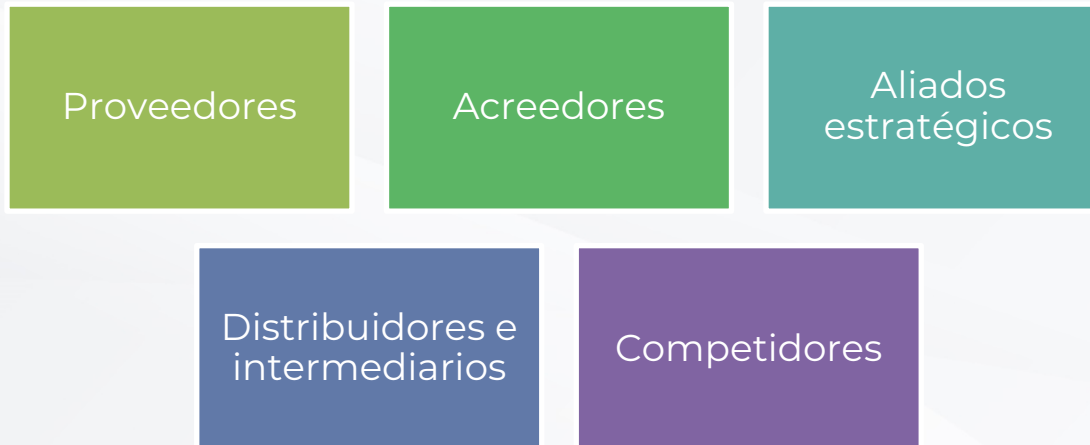 Proveedores
Acreedores
Aliados
estratégicos
Distribuidores e
intermediarios
Competidores